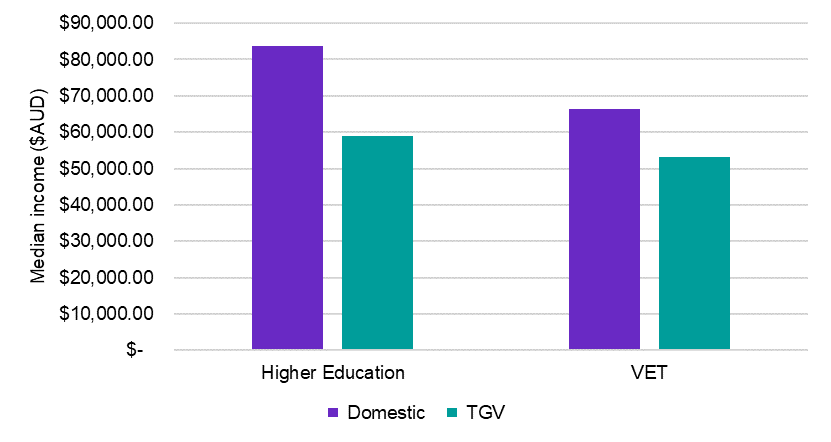 $90,000.00
$80,000.00
$70,000.00
$60,000.00
$50,000.00
$40,000.00
$30,000.00
$20,000.00
$10,000.00
$-
Median income ($AUD)
Higher Education
VET
Domestic
TGV